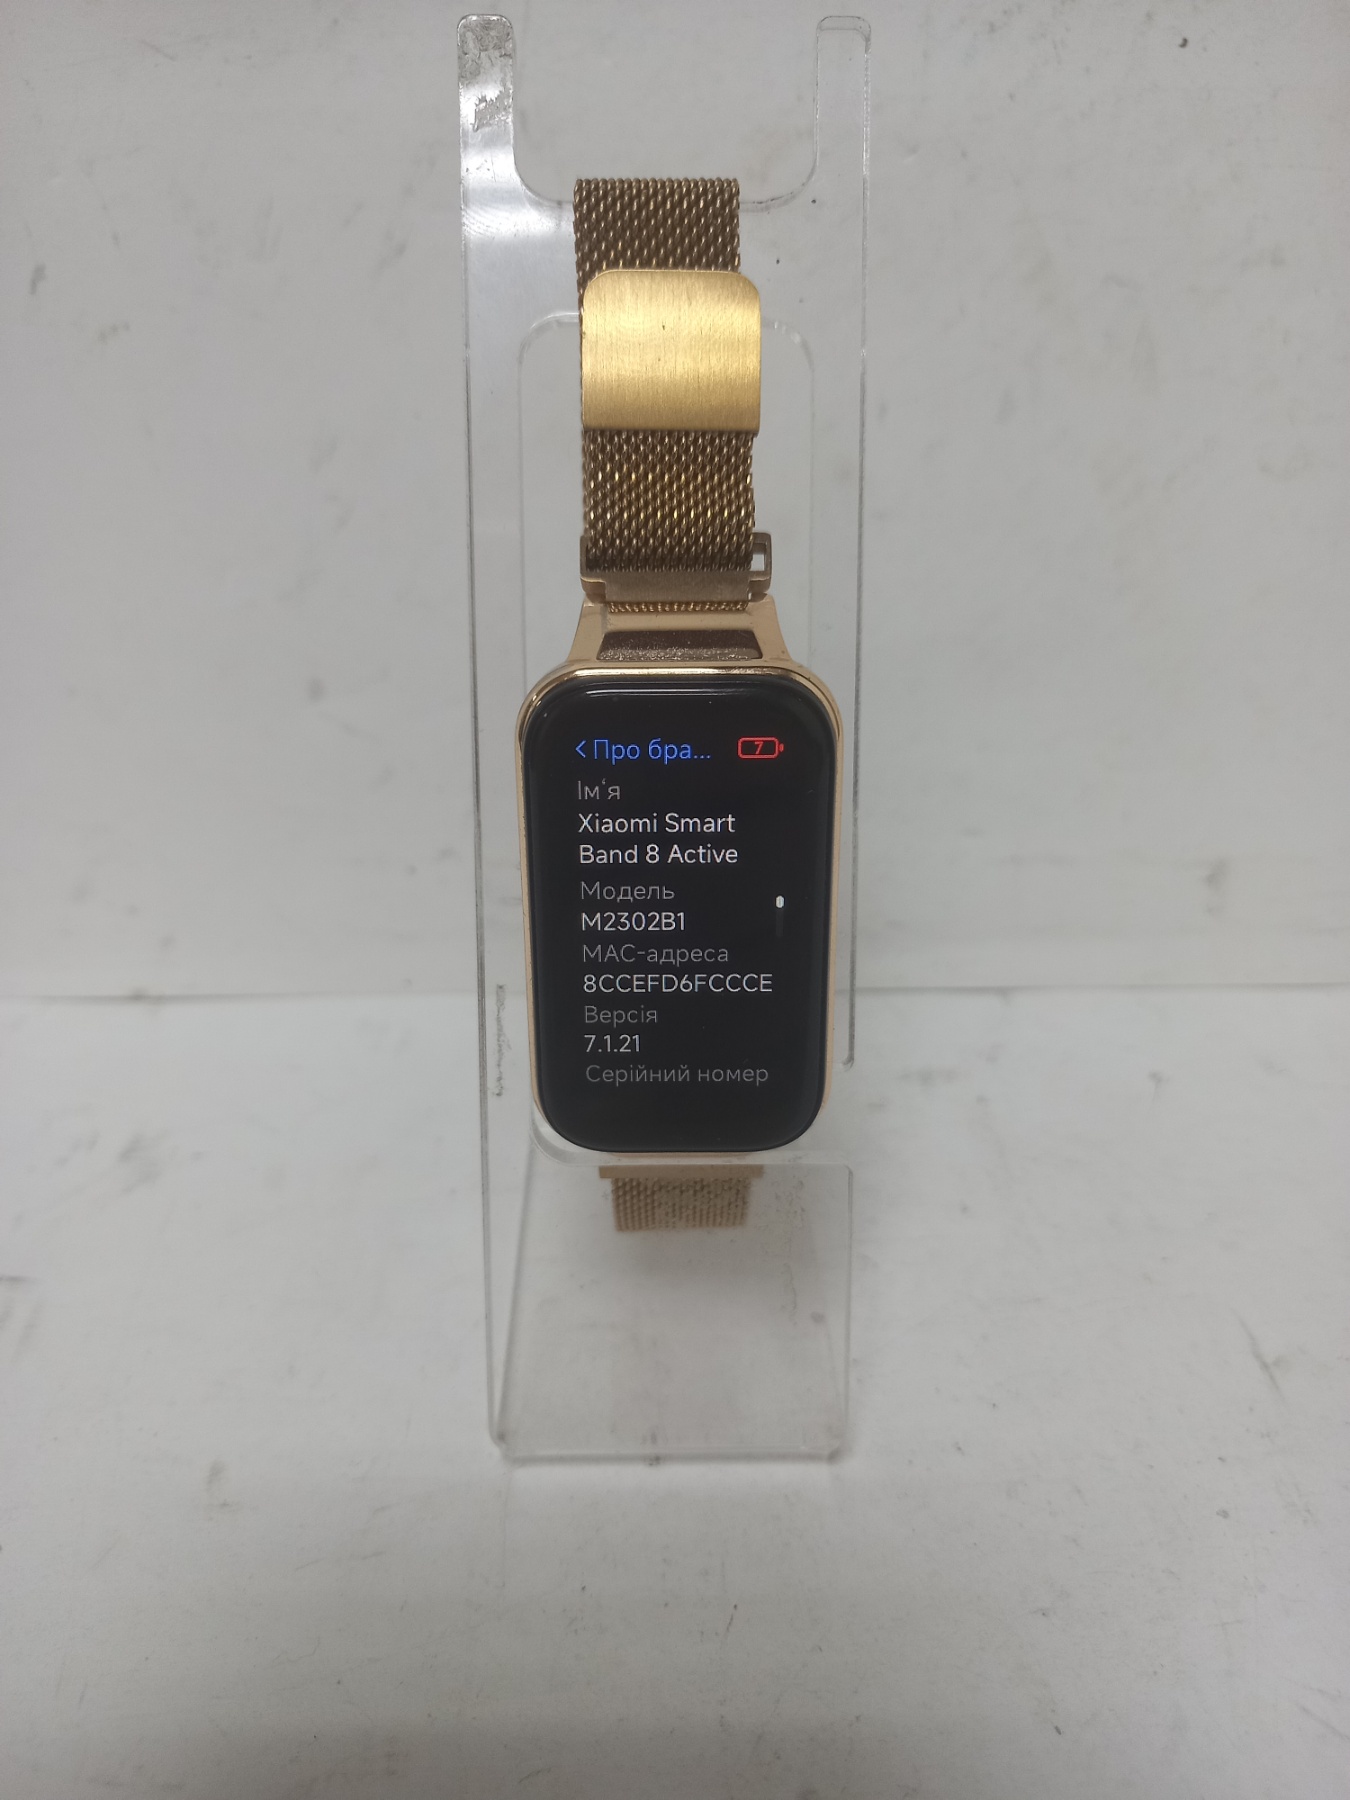 < Про бра... 7
Ім‘я
Xiaomi Smart
Band 8 Active
Модель
M2302B1
MAC-адреса
8CCEFD6FCCCE
Версія
7.1.21
Серійний номер